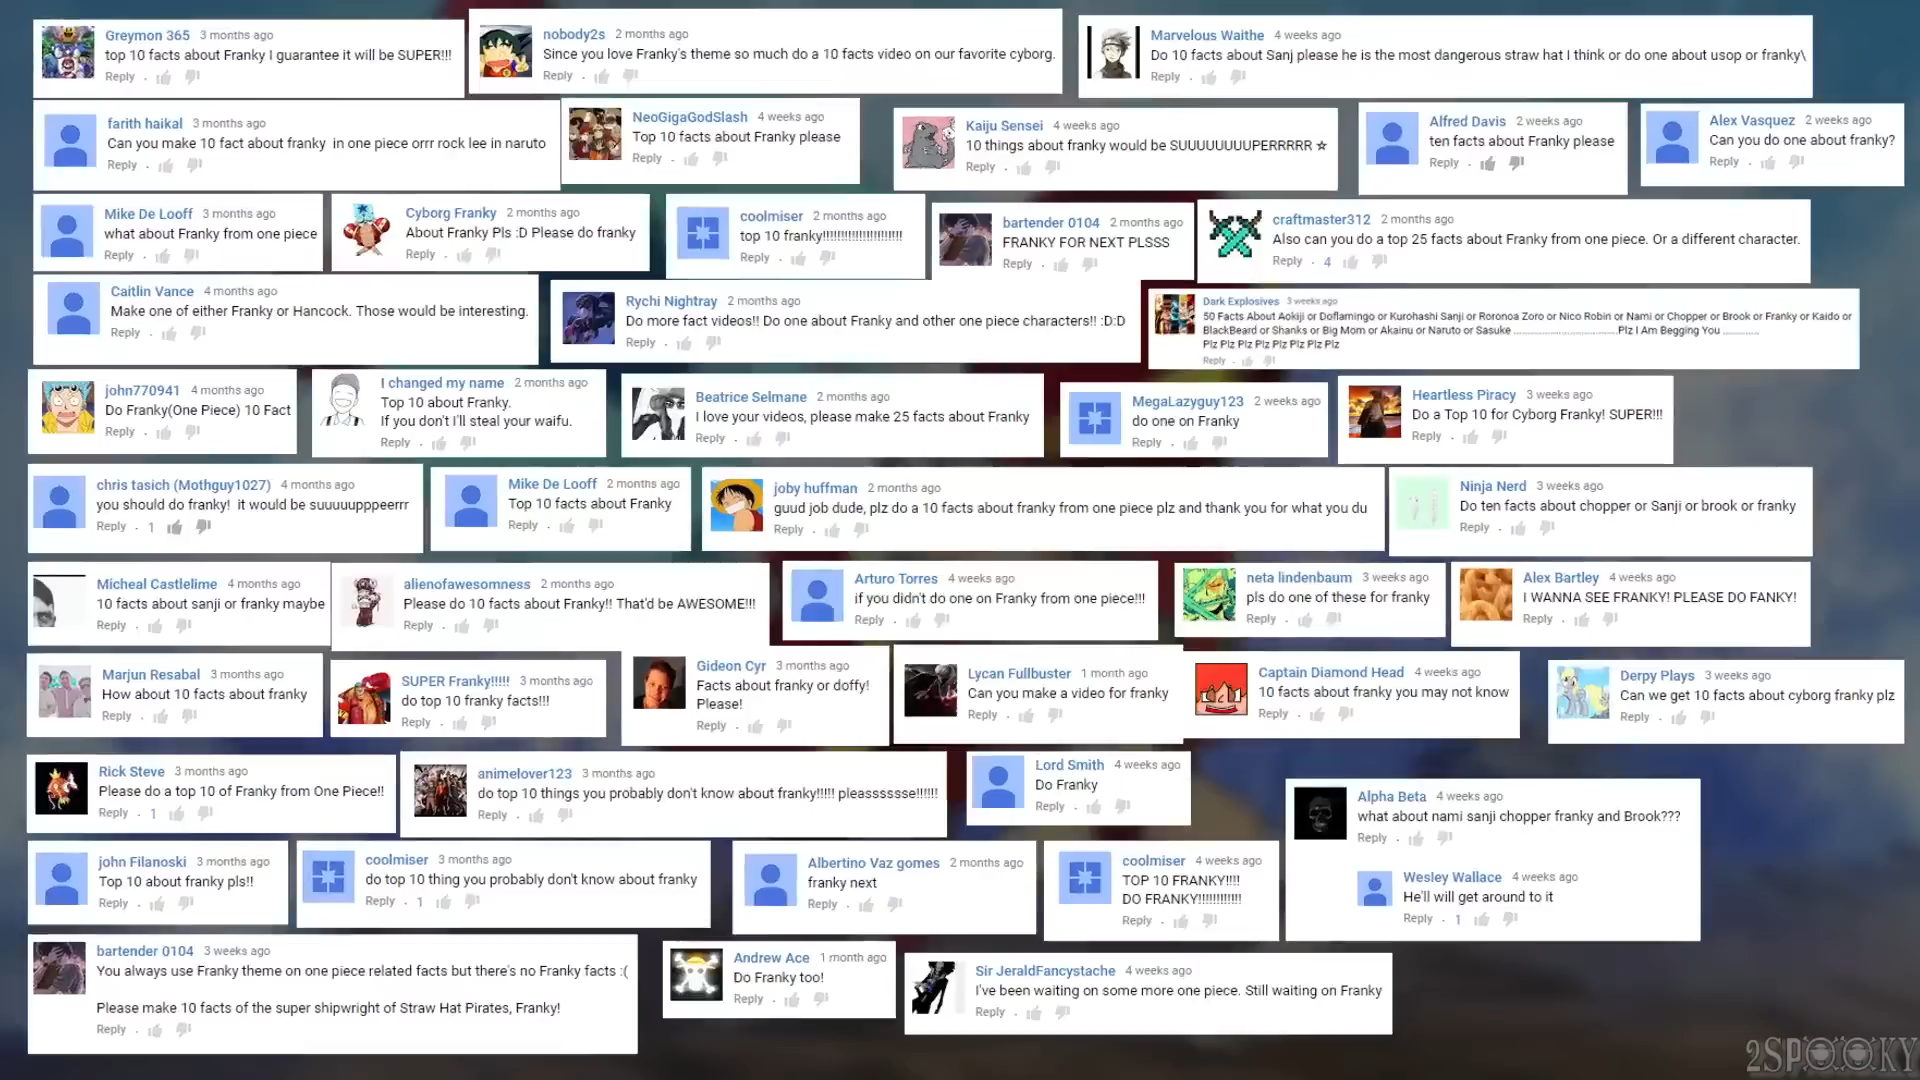 Greymon 365 3 months ago
top 10 facts about Franky I guarantee it will be SUPER!!!
Reply
nobody2s 2 months ago
Since you love Franky's theme so much do a 10 facts video on our favorite cyborg.
Reply
Marvelous Waithe 4 weeks ago
Do 10 facts about Sanj please he is the most dangerous straw hat I think or do one about usop or franky\
Reply
farith haikal 3 months ago
Can you make 10 fact about franky in one piece orrr rock lee in naruto
Reply
NeoGigaGodSlash 4 weeks ago
Top 10 facts about Franky please
Reply
Kaiju Sensei 4 weeks ago
10 things about franky would be SUUUUUUUUPERRRRR ☆
Reply
Alfred Davis 2 weeks ago
ten facts about Franky please
Reply
Alex Vasquez 2 weeks ago
Can you do one about franky?
Reply
Mike De Looff 3 months ago
what about Franky from one piece
Reply
Cyborg Franky 2 months ago
About Franky Pls :D Please do franky
Reply
coolmiser 2 months ago
top 10 franky!!!!!!!!!!!!!!!!!!!!!!
Reply
bartender 0104 2 months ago
FRANKY FOR NEXT PLSSS
Reply
craftmaster312 2 months ago
Also can you do a top 25 facts about Franky from one piece. Or a different character.
Reply · 4
Caitlin Vance 4 months ago
Make one of either Franky or Hancock. Those would be interesting.
Reply
Rychi Nightray 2 months ago
Do more fact videos!! Do one about Franky and other one piece characters!! :D:D
Reply
Dark Explosives 3 weeks ago
50 Facts About Aokiji or Doflamingo or Kurohashi Sanji or Roronoa Zoro or Nico Robin or Nami or Chopper or Brook or Franky or Kaido or
BlackBeard or Shanks or Big Mom or Akainu or Naruto or Sasuke ........................................Plz I Am Begging You .............
Plz Plz Plz Plz Plz Plz Plz Plz
Reply
john770941 4 months ago
Do Franky(One Piece) 10 Fact
Reply
I changed my name 2 months ago
Top 10 about Franky.
If you don't I'll steal your waifu.
Reply
Beatrice Selmane 2 months ago
I love your videos, please make 25 facts about Franky
Reply
MegaLazyguy123 2 weeks ago
do one on Franky
Reply
Heartless Piracy 3 weeks ago
Do a Top 10 for Cyborg Franky! SUPER!!!
Reply
chris tasich (Mothguy1027) 4 months ago
you should do franky! it would be suuuuupppeerrr
Reply · 1
Mike De Looff 2 months ago
Top 10 facts about Franky
Reply
joby huffman 2 months ago
guud job dude, plz do a 10 facts about franky from one piece plz and thank you for what you du
Reply
Ninja Nerd 3 weeks ago
Do ten facts about chopper or Sanji or brook or franky
Reply
Micheal Castlelime 4 months ago
10 facts about sanji or franky maybe
Reply
alienofawesomness 2 months ago
Please do 10 facts about Franky!! That'd be AWESOME!!!
Reply
Arturo Torres 4 weeks ago
if you didn't do one on Franky from one piece!!!
Reply
neta lindenbaum 3 weeks ago
pls do one of these for franky
Reply
Alex Bartley 4 weeks ago
I WANNA SEE FRANKY! PLEASE DO FANKY!
Reply
Marjun Resabal 3 months ago
How about 10 facts about franky
Reply
SUPER Franky!!!!! 3 months ago
do top 10 franky facts!!!
Reply
Gideon Cyr 3 months ago
Facts about franky or doffy!
Please!
Reply
Lycan Fullbuster 1 month ago
Can you make a video for franky
Reply
Captain Diamond Head 4 weeks ago
10 facts about franky you may not know
Reply
Derpy Plays 3 weeks ago
Can we get 10 facts about cyborg franky plz
Reply
Rick Steve 3 months ago
Please do a top 10 of Franky from One Piece!!
Reply · 1
animelover123 3 months ago
do top 10 things you probably don't know about franky!!!!! pleasssssse!!!!!!
Reply
Lord Smith 4 weeks ago
Do Franky
Reply
Alpha Beta 4 weeks ago
what about nami sanji chopper franky and Brook???
Reply
Wesley Wallace 4 weeks ago
He'll will get around to it
Reply · 1
john Filanoski 3 months ago
Top 10 about franky pls!!
Reply
coolmiser 3 months ago
do top 10 thing you probably don't know about franky
Reply · 1
Albertino Vaz gomes 2 months ago
franky next
Reply
coolmiser 4 weeks ago
TOP 10 FRANKY!!!!
DO FRANKY!!!!!!!!!!!!
Reply
bartender 0104 3 weeks ago
You always use Franky theme on one piece related facts but there's no Franky facts :(
Please make 10 facts of the super shipwright of Straw Hat Pirates, Franky!
Reply
Andrew Ace 1 month ago
Do Franky too!
Reply
Sir JeraldFancystache 4 weeks ago
I've been waiting on some more one piece. Still waiting on Franky
Reply
2SPOOKY